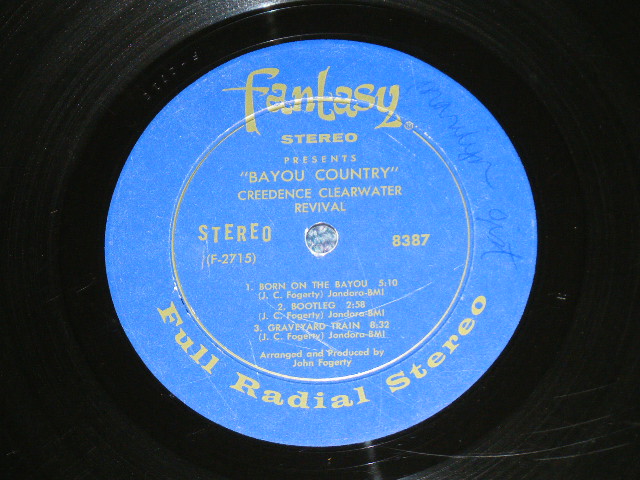 fantasy®
STEREO
PRESENTS
"BAYOU COUNTRY"
CREEDENCE CLEARWATER
REVIVAL
STEREO
(F-2715)
8387
1. BORN ON THE BAYOU 5:10
(J. C. Fogerty) Jondora-BMI
2. BOOTLEG 2:58
(J. C. Fogerty) Jondora-BMI
3. GRAVEYARD TRAIN 8:32
(J. C. Fogerty) Jondora-BMI
Arranged and Produced by
John Fogerty
Full Radial Stereo
marilyn gist